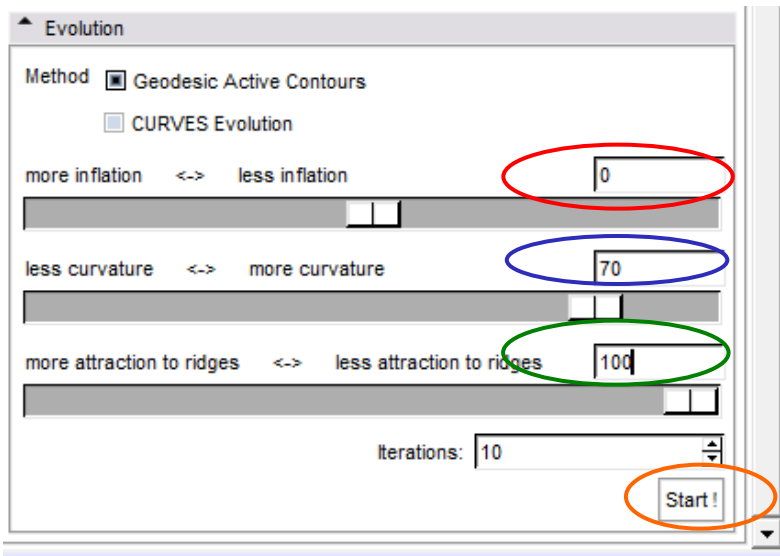 Evolution
Method Geodesic Active Contours
CURVES Evolution
more inflation <-> less inflation 0
less curvature <-> more curvature 70
more attraction to ridges <-> less attraction to ridges 100
Iterations: 10
Start !